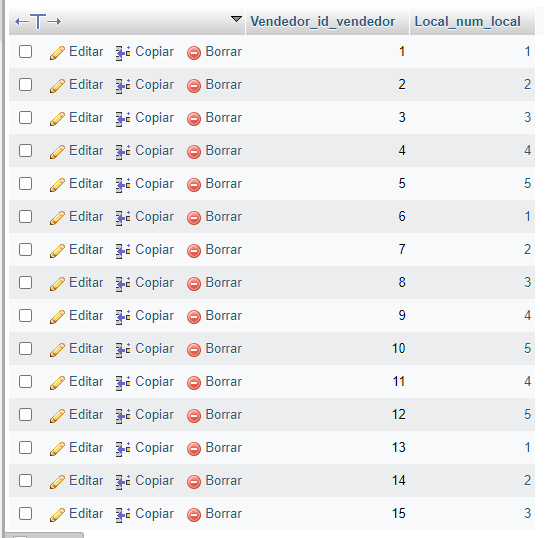 Vendedor_id_vendedor Local_num_local
Editar Copiar Borrar 1 1
Editar Copiar Borrar 2 2
Editar Copiar Borrar 3 3
Editar Copiar Borrar 4 4
Editar Copiar Borrar 5 5
Editar Copiar Borrar 6 1
Editar Copiar Borrar 7 2
Editar Copiar Borrar 8 3
Editar Copiar Borrar 9 4
Editar Copiar Borrar 10 5
Editar Copiar Borrar 11 4
Editar Copiar Borrar 12 5
Editar Copiar Borrar 13 1
Editar Copiar Borrar 14 2
Editar Copiar Borrar 15 3